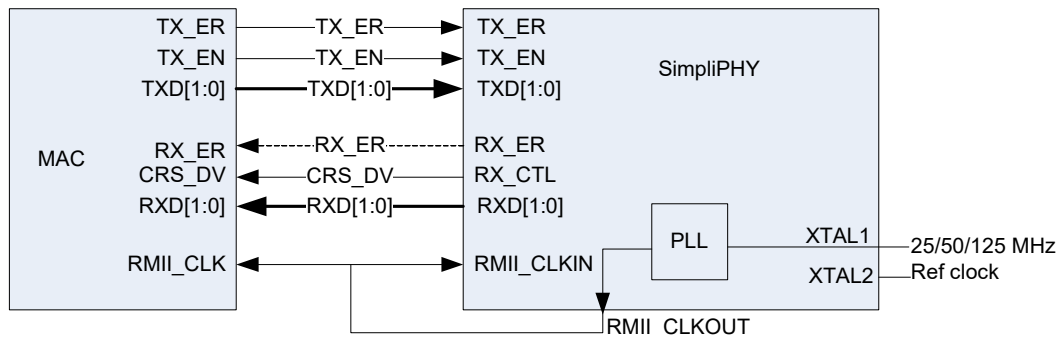 TX_ER TX_ER TX_ER
TX_EN TX_EN TX_EN
SimpliPHY
TXD[1:0] TXD[1:0] TXD[1:0]
MAC
RX_ER RX_ER RX_ER
CRS_DV CRS_DV RX_CTL
RXD[1:0] RXD[1:0] RXD[1:0]
PLL
XTAL1
25/50/125 MHz
RMII_CLK RMII_CLKIN
XTAL2
Ref clock
RMII_CLKOUT